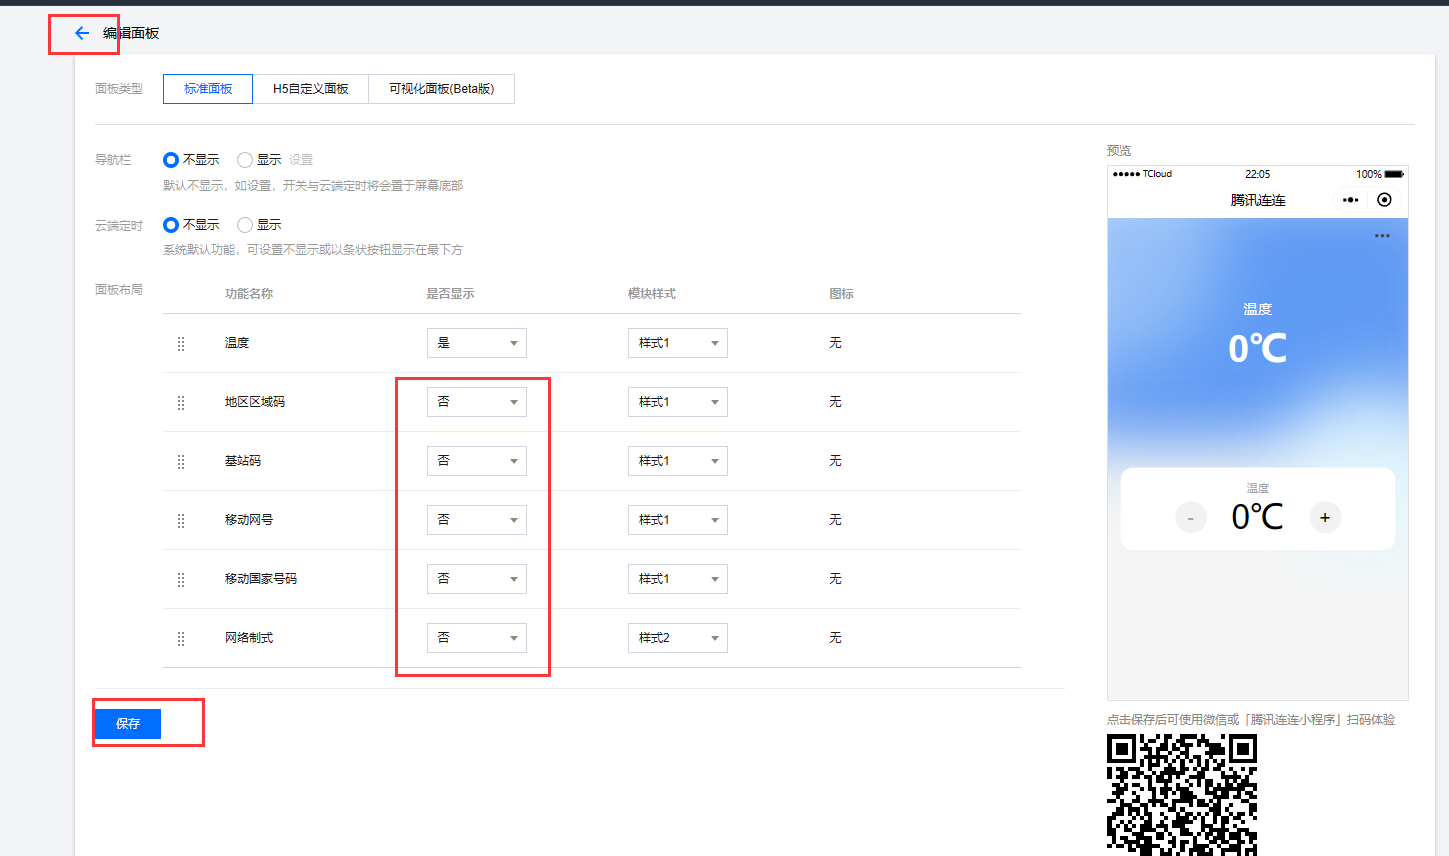 编辑面板
面板类型 标准面板 H5自定义面板 可视化面板(Beta版)
导航栏 不显示 显示 设置
默认不显示，如设置，开关与云端定时将会置于屏幕底部
云端定时 不显示 显示
系统默认功能，可设置不显示或以条状按钮显示在最下方
面板布局 功能名称 是否显示 模块样式 图标
温度 是 样式1 无
地区区域码 否 样式1 无
基站码 否 样式1 无
移动网号 否 样式1 无
移动国家号码 否 样式1 无
网络制式 否 样式2 无
保存
预览
TCloud 22:05 100%
腾讯连连
温度
0℃
温度
- 0℃ +
点击保存后可使用微信或「腾讯连连小程序」扫码体验